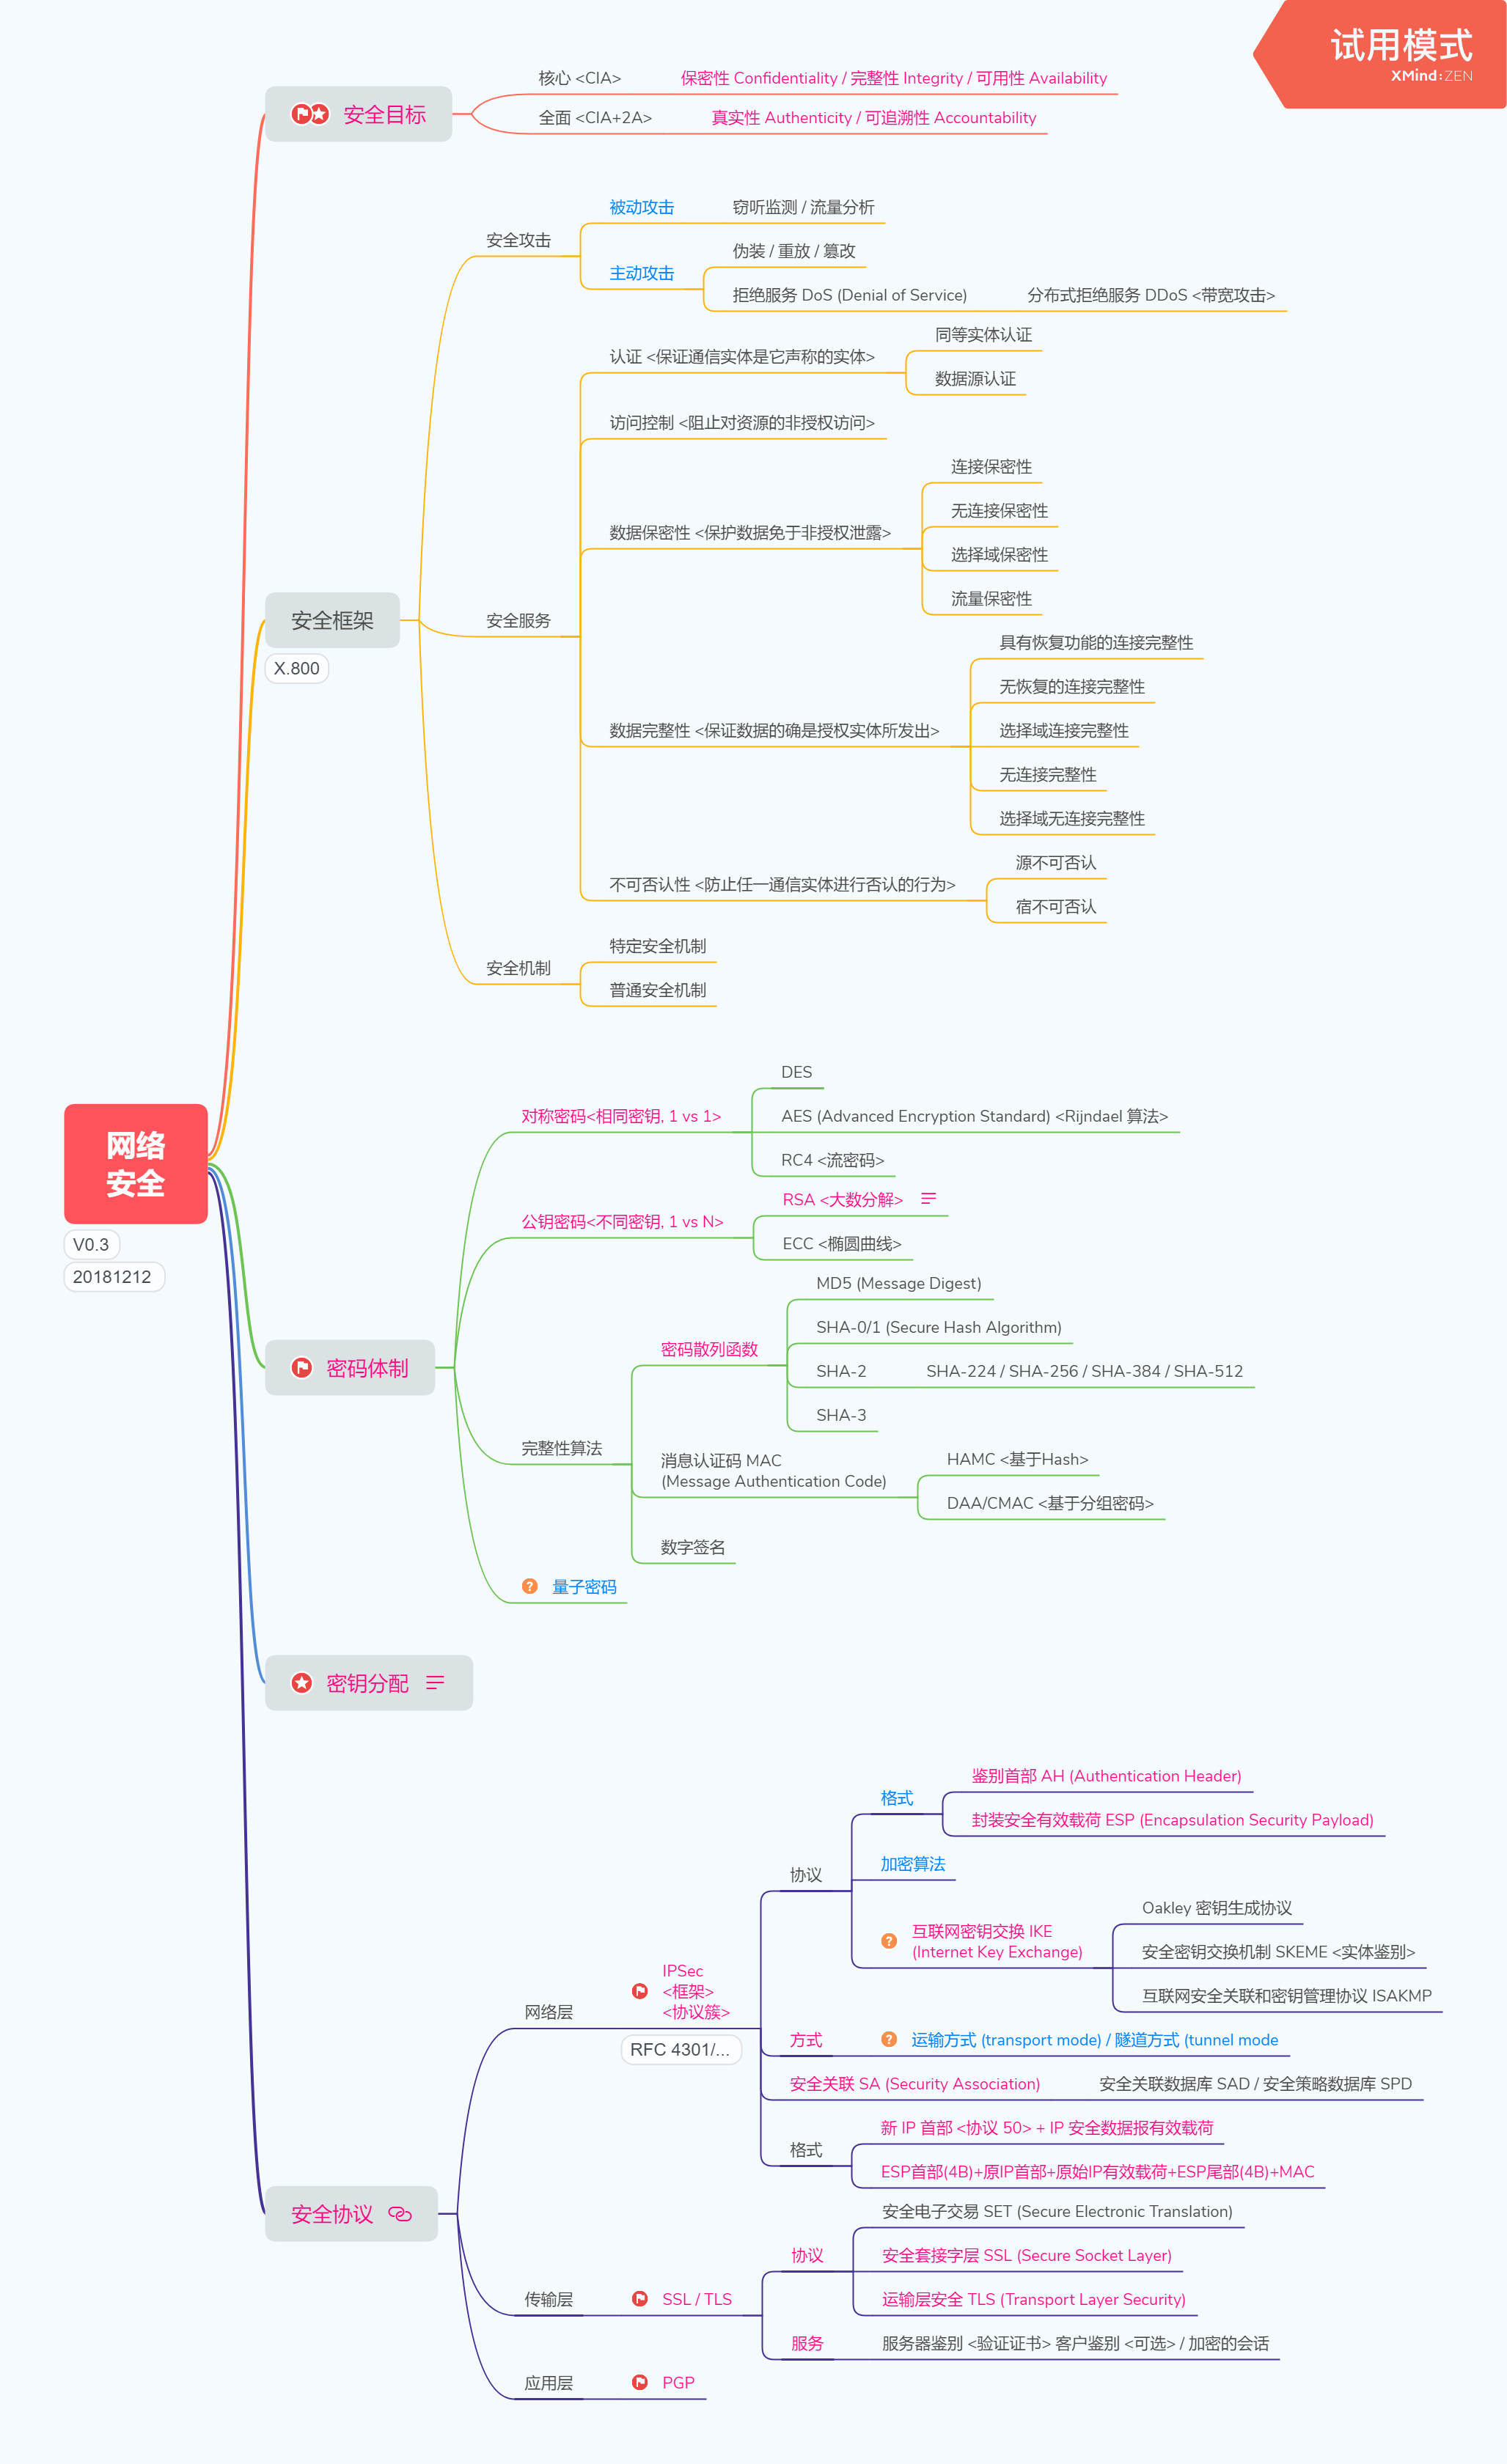 试用模式
XMind:ZEN
网络
安全
V0.3
20181212
安全目标
核心 <CIA>
保密性 Confidentiality / 完整性 Integrity / 可用性 Availability
全面 <CIA+2A>
真实性 Authenticity / 可追溯性 Accountability
安全框架
X.800
安全攻击
被动攻击
窃听监测 / 流量分析
主动攻击
伪装 / 重放 / 篡改
拒绝服务 DoS (Denial of Service)
分布式拒绝服务 DDoS <带宽攻击>
安全服务
认证 <保证通信实体是它声称的实体>
同等实体认证
数据源认证
访问控制 <阻止对资源的非授权访问>
数据保密性 <保护数据免于非授权泄露>
连接保密性
无连接保密性
选择域保密性
流量保密性
数据完整性 <保证数据的确是授权实体所发出>
具有恢复功能的连接完整性
无恢复的连接完整性
选择域连接完整性
无连接完整性
选择域无连接完整性
不可否认性 <防止任一通信实体进行否认的行为>
源不可否认
宿不可否认
安全机制
特定安全机制
普通安全机制
密码体制
对称密码<相同密钥, 1 vs 1>
DES
AES (Advanced Encryption Standard) <Rijndael 算法>
RC4 <流密码>
公钥密码<不同密钥, 1 vs N>
RSA <大数分解>
ECC <椭圆曲线>
完整性算法
密码散列函数
MD5 (Message Digest)
SHA-0/1 (Secure Hash Algorithm)
SHA-2
SHA-224 / SHA-256 / SHA-384 / SHA-512
SHA-3
消息认证码 MAC
(Message Authentication Code)
HAMC <基于Hash>
DAA/CMAC <基于分组密码>
数字签名
量子密码
密钥分配
安全协议
网络层
IPSec
<框架>
<协议簇>
RFC 4301/...
协议
格式
鉴别首部 AH (Authentication Header)
封装安全有效载荷 ESP (Encapsulation Security Payload)
加密算法
互联网密钥交换 IKE
(Internet Key Exchange)
Oakley 密钥生成协议
安全密钥交换机制 SKEME <实体鉴别>
互联网安全关联和密钥管理协议 ISAKMP
方式
运输方式 (transport mode) / 隧道方式 (tunnel mode
安全关联 SA (Security Association)
安全关联数据库 SAD / 安全策略数据库 SPD
格式
新 IP 首部 <协议 50> + IP 安全数据报有效载荷
ESP首部(4B)+原IP首部+原始IP有效载荷+ESP尾部(4B)+MAC
传输层
SSL / TLS
协议
安全电子交易 SET (Secure Electronic Translation)
安全套接字层 SSL (Secure Socket Layer)
运输层安全 TLS (Transport Layer Security)
服务
服务器鉴别 <验证证书> 客户鉴别 <可选> / 加密的会话
应用层
PGP